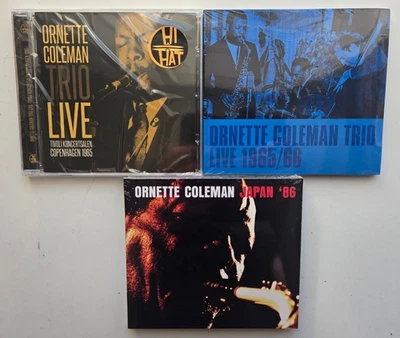 ORNETTE
COLEMAN
TRIO
LIVE
TIVOLI KONCERTSALEN
COPENHAGEN 1965
HI
HAT
ORNETTE COLEMAN TRIO
LIVE 1965/66
ORNETTE COLEMAN JAPAN '86